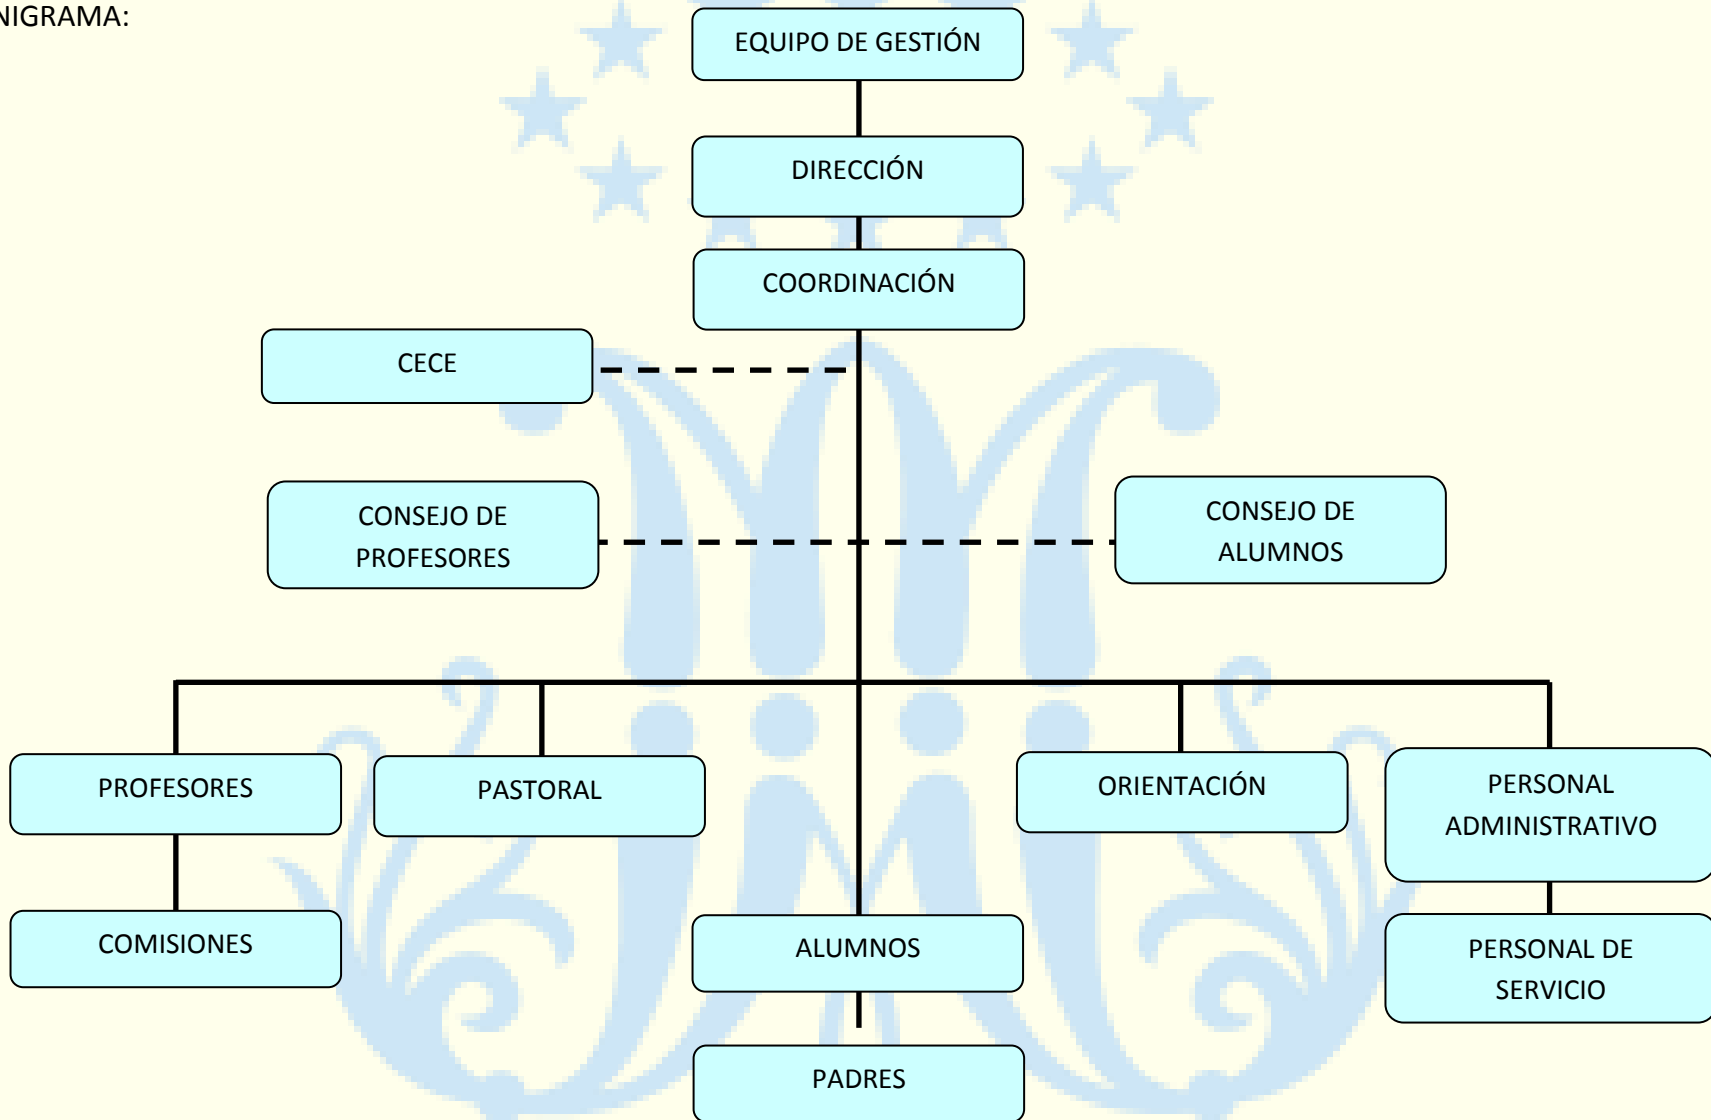 NIGRAMA:
EQUIPO DE GESTIÓN
DIRECCIÓN
COORDINACIÓN
CECE
CONSEJO DE
PROFESORES
CONSEJO DE
ALUMNOS
PROFESORES
PASTORAL
ORIENTACIÓN
PERSONAL
ADMINISTRATIVO
COMISIONES
ALUMNOS
PERSONAL DE
SERVICIO
PADRES